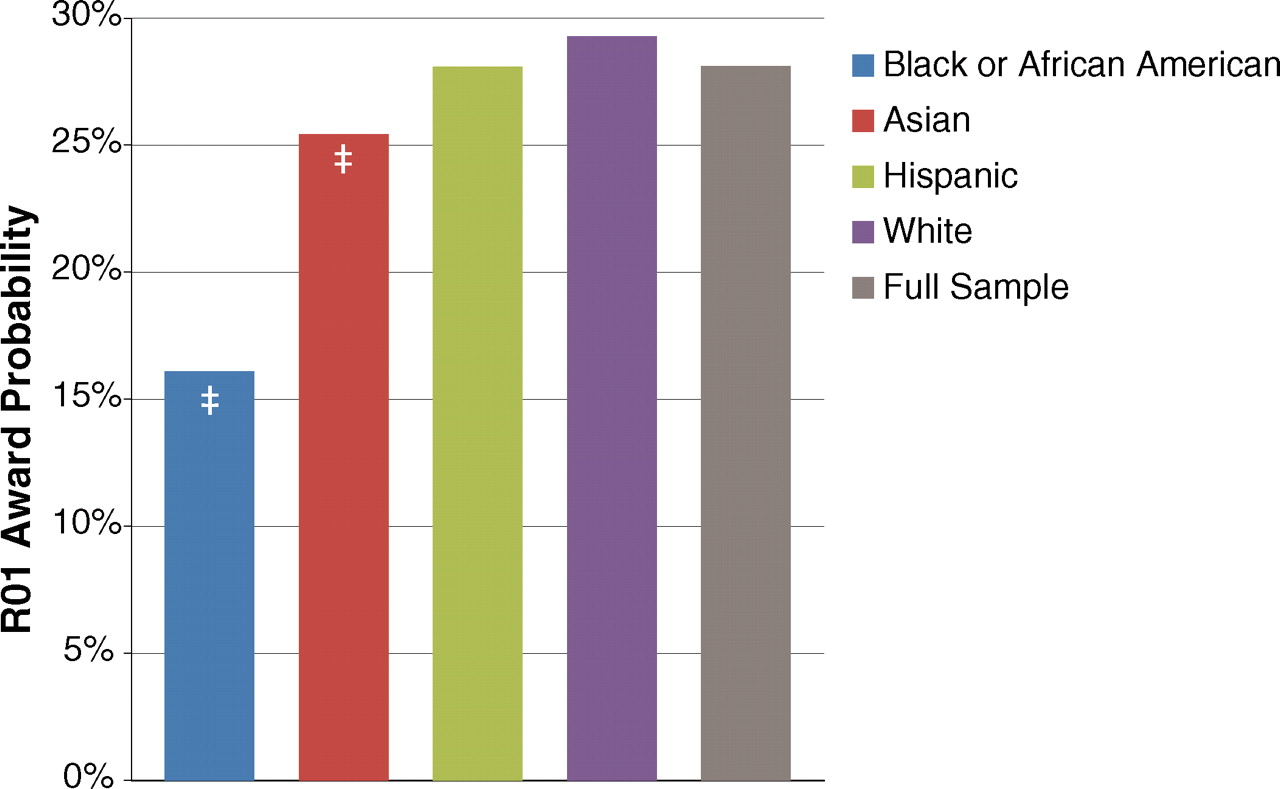 R01 Award Probability
30%
25%
20%
15%
10%
5%
0%
‡
‡
Black or African American
Asian
Hispanic
White
Full Sample